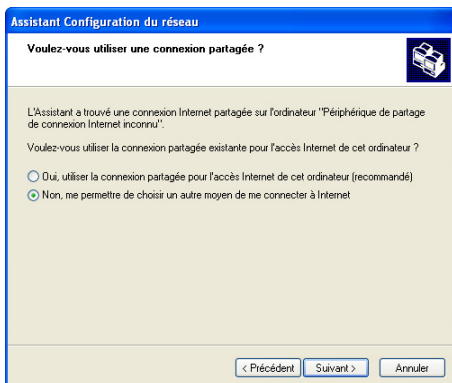 Assistant Configuration du réseau
Voulez-vous utiliser une connexion partagée ?
L'Assistant a trouvé une connexion Internet partagée sur l'ordinateur "Périphérique de partage
de connexion Internet inconnu".
Voulez-vous utiliser la connexion partagée existante pour l'accès Internet de cet ordinateur ?
Oui, utiliser la connexion partagée pour l'accès Internet de cet ordinateur (recommandé)
Non, me permettre de choisir un autre moyen de me connecter à Internet
< Précédent Suivant > Annuler